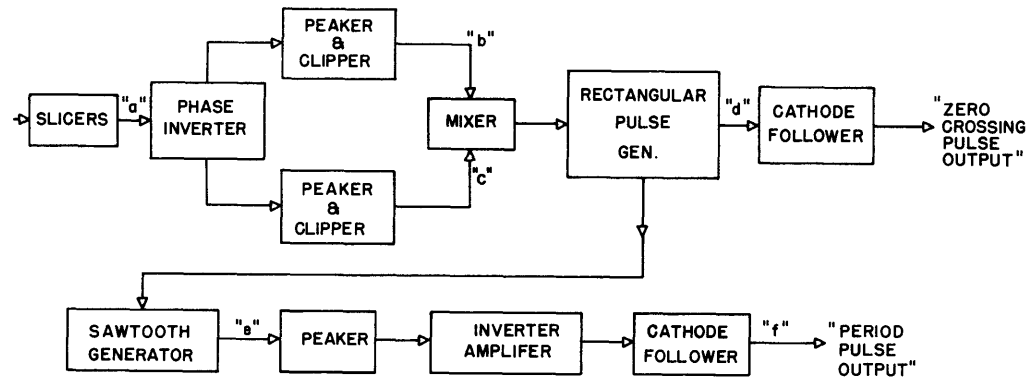 SLICERS
"a"
PHASE
INVERTER
PEAKER
&
CLIPPER
"b"
PEAKER
&
CLIPPER
"c"
MIXER
RECTANGULAR
PULSE
GEN.
"d"
CATHODE
FOLLOWER
"ZERO
CROSSING
PULSE
OUTPUT"
SAWTOOTH
GENERATOR
"e"
PEAKER
INVERTER
AMPLIFER
CATHODE
FOLLOWER
"f"
"PERIOD
PULSE
OUTPUT"